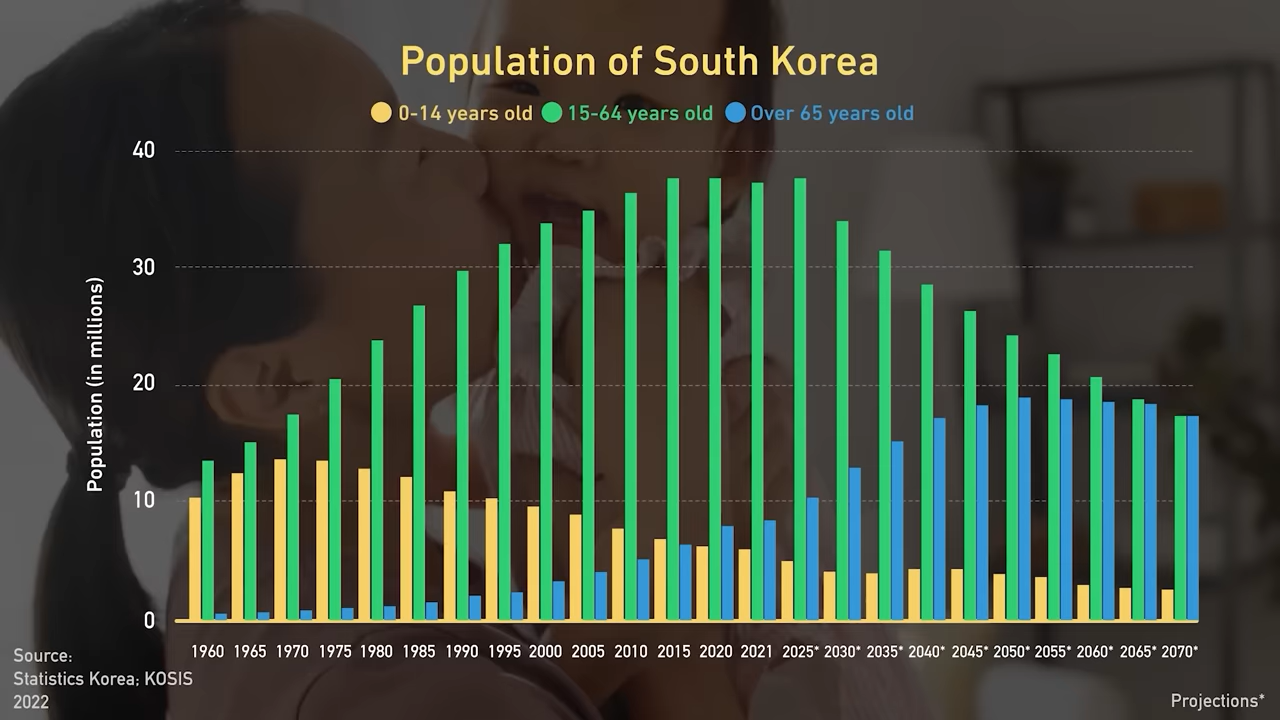 Population of South Korea
0-14 years old 15-64 years old Over 65 years old
40
30
20
10
0
Population (in millions)
1960 1965 1970 1975 1980 1985 1990 1995 2000 2005 2010 2015 2020 2021 2025* 2030* 2035* 2040* 2045* 2050* 2055* 2060* 2065* 2070*
Source:
Statistics Korea; KOSIS
2022
Projections*